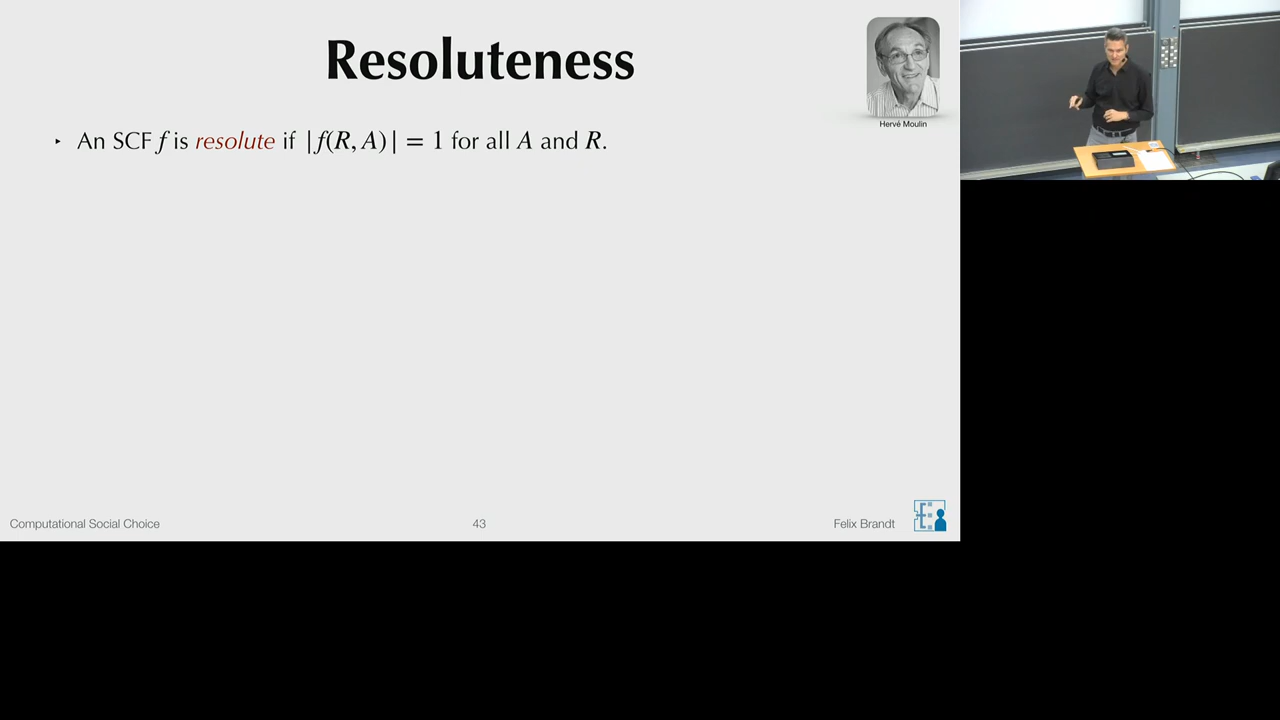 Resoluteness
Hervé Moulin
‣ An SCF f is resolute if |f(R, A)| = 1 for all A and R.
Computational Social Choice
43
Felix Brandt